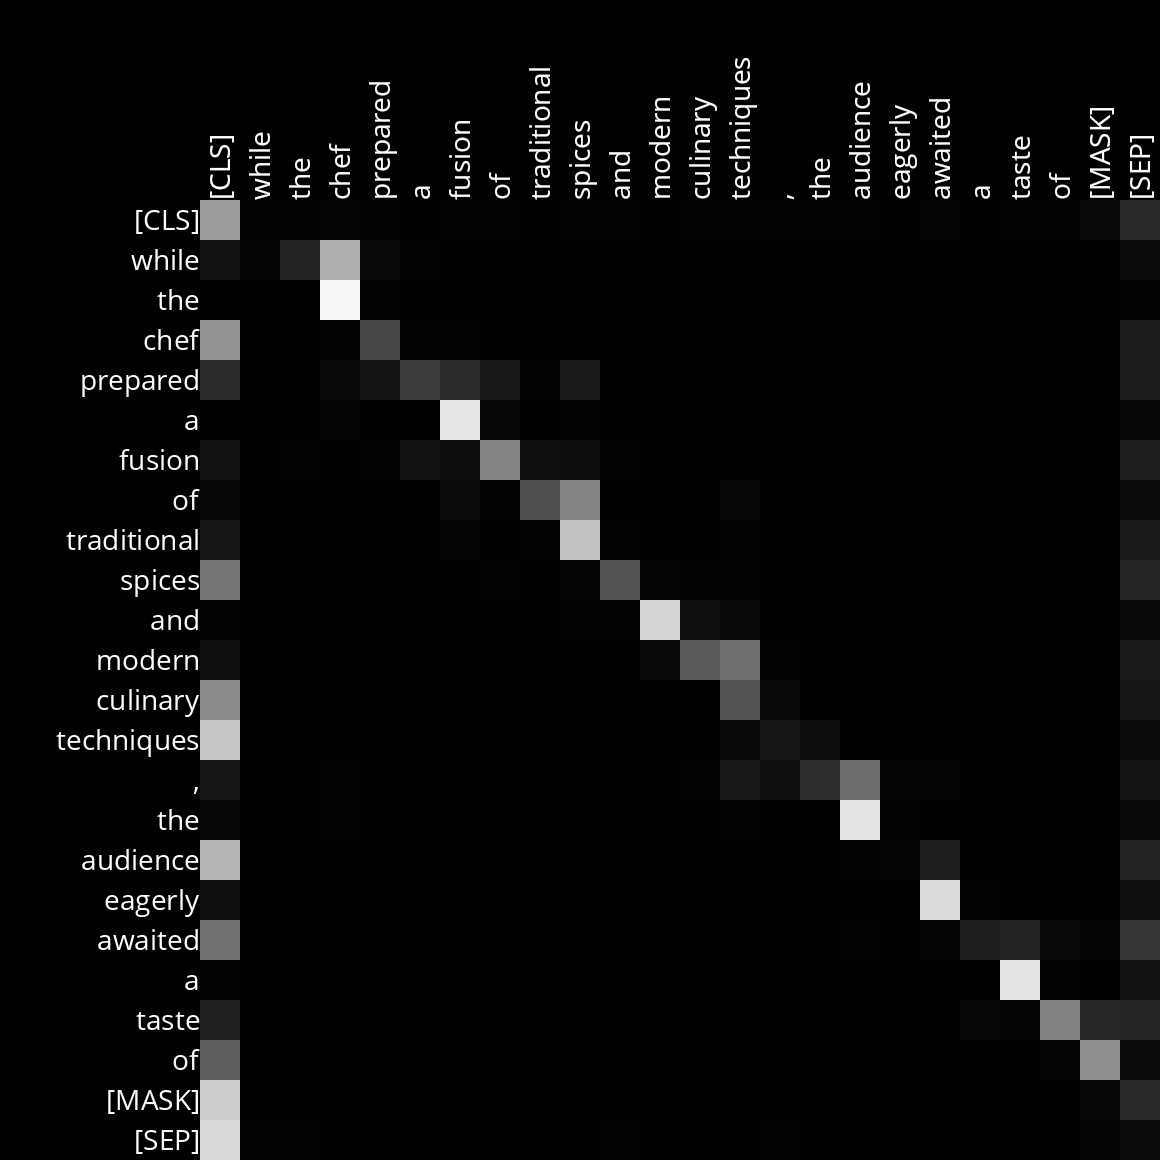 [CLS] while the chef prepared a fusion of traditional spices and modern culinary techniques , the audience eagerly awaited a taste of [MASK] [SEP]
[CLS]
while
the
chef
prepared
a
fusion
of
traditional
spices
and
modern
culinary
techniques
,
the
audience
eagerly
awaited
a
taste
of
[MASK]
[SEP]